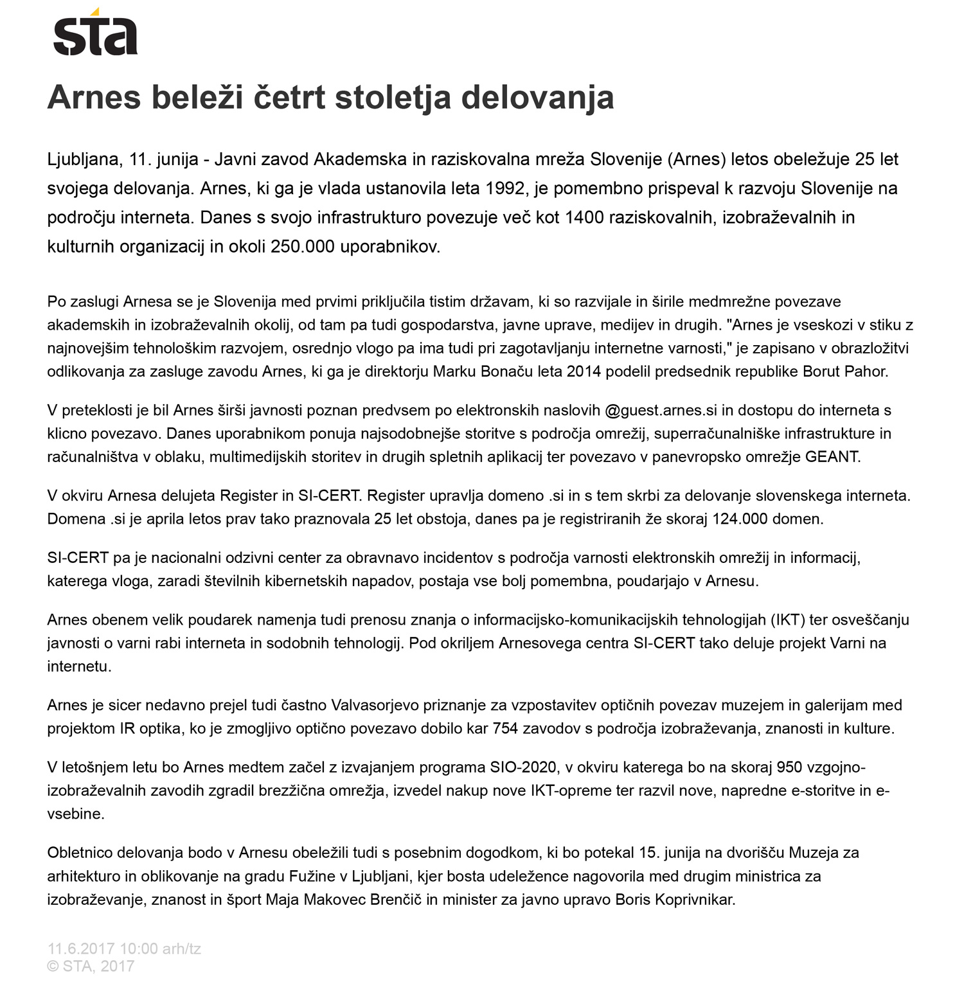 sta
Arnes beleži četrt stoletja delovanja
Ljubljana, 11. junija - Javni zavod Akademska in raziskovalna mreža Slovenije (Arnes) letos obeležuje 25 let
svojega delovanja. Arnes, ki ga je vlada ustanovila leta 1992, je pomembno prispeval k razvoju Slovenije na
področju interneta. Danes s svojo infrastrukturo povezuje več kot 1400 raziskovalnih, izobraževalnih in
kulturnih organizacij in okoli 250.000 uporabnikov.
Po zaslugi Arnesa se je Slovenija med prvimi priključila tistim državam, ki so razvijale in širile medmrežne povezave
akademskih in izobraževalnih okolij, od tam pa tudi gospodarstva, javne uprave, medijev in drugih. "Arnes je vseskozi v stiku z
najnovejšim tehnološkim razvojem, osrednjo vlogo pa ima tudi pri zagotavljanju internetne varnosti," je zapisano v obrazložitvi
odlikovanja za zasluge zavodu Arnes, ki ga je direktorju Marku Bonaču leta 2014 podelil predsednik republike Borut Pahor.
V preteklosti je bil Arnes širši javnosti poznan predvsem po elektronskih naslovih @guest.arnes.si in dostopu do interneta s
klicno povezavo. Danes uporabnikom ponuja najsodobnejše storitve s področja omrežij, superračunalniške infrastrukture in
računalništva v oblaku, multimedijskih storitev in drugih spletnih aplikacij ter povezavo v panevropsko omrežje GEANT.
V okviru Arnesa delujeta Register in SI-CERT. Register upravlja domeno .si in s tem skrbi za delovanje slovenskega interneta.
Domena .si je aprila letos prav tako praznovala 25 let obstoja, danes pa je registriranih že skoraj 124.000 domen.
SI-CERT pa je nacionalni odzivni center za obravnavo incidentov s področja varnosti elektronskih omrežij in informacij,
katerega vloga, zaradi številnih kibernetskih napadov, postaja vse bolj pomembna, poudarjajo v Arnesu.
Arnes obenem velik poudarek namenja tudi prenosu znanja o informacijsko-komunikacijskih tehnologijah (IKT) ter osveščanju
javnosti o varni rabi interneta in sodobnih tehnologij. Pod okriljem Arnesovega centra SI-CERT tako deluje projekt Varni na
internetu.
Arnes je sicer nedavno prejel tudi častno Valvasorjevo priznanje za vzpostavitev optičnih povezav muzejem in galerijam med
projektom IR optika, ko je zmogljivo optično povezavo dobilo kar 754 zavodov s področja izobraževanja, znanosti in kulture.
V letošnjem letu bo Arnes medtem začel z izvajanjem programa SIO-2020, v okviru katerega bo na skoraj 950 vzgojno-
izobraževalnih zavodih zgradil brezžična omrežja, izvedel nakup nove IKT-opreme ter razvil nove, napredne e-storitve in e-
vsebine.
Obletnico delovanja bodo v Arnesu obeležili tudi s posebnim dogodkom, ki bo potekal 15. junija na dvorišču Muzeja za
arhitekturo in oblikovanje na gradu Fužine v Ljubljani, kjer bosta udeležence nagovorila med drugim ministrica za
izobraževanje, znanost in šport Maja Makovec Brenčič in minister za javno upravo Boris Koprivnikar.
11.6.2017 10:00 arh/tz
© STA, 2017